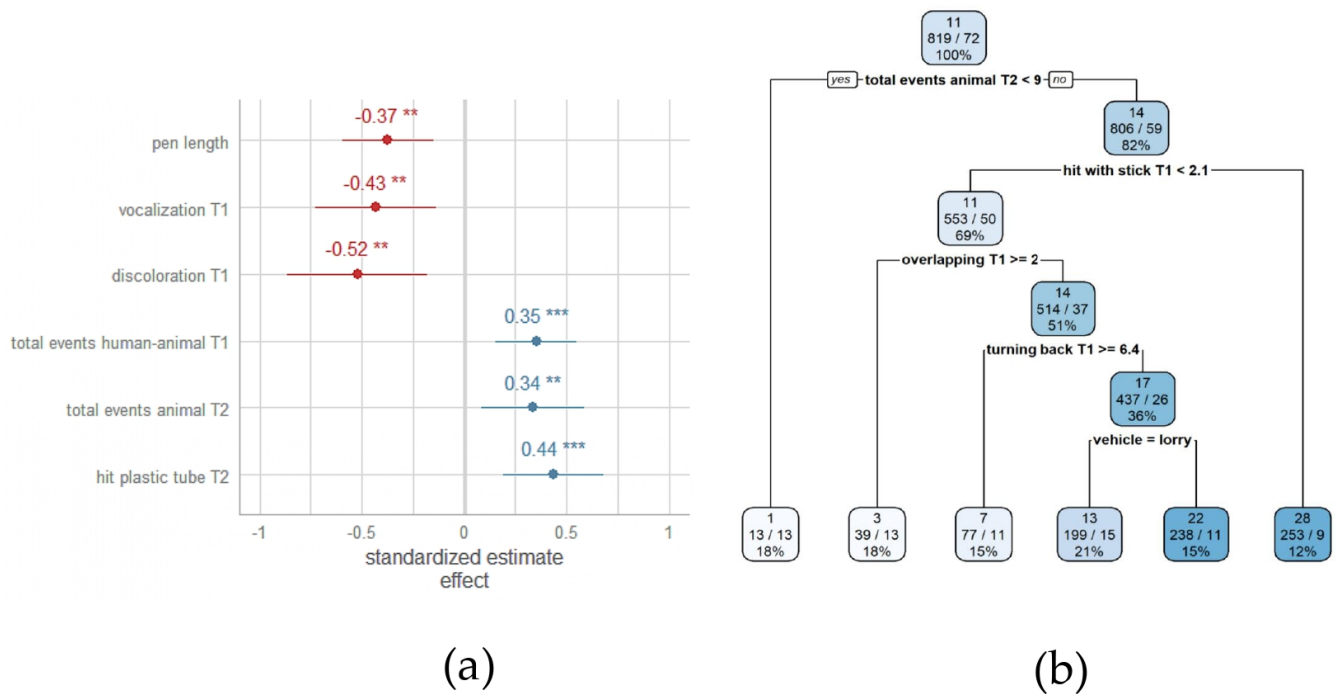 -0.37 **
pen length
-0.43 **
vocalization T1
-0.52 **
discoloration T1
0.35 ***
total events human-animal T1
0.34 **
total events animal T2
0.44 ***
hit plastic tube T2
-1 -0.5 0 0.5 1
standardized estimate
effect
(a)
11
819 / 72
100%
yes total events animal T2 < 9 no
14
806 / 59
82%
hit with stick T1 < 2.1
11
553 / 50
69%
overlapping T1 >= 2
14
514 / 37
51%
turning back T1 >= 6.4
17
437 / 26
36%
vehicle = lorry
1
13 / 13
18%
3
39 / 13
18%
7
77 / 11
15%
13
199 / 15
21%
22
238 / 11
15%
28
253 / 9
12%
(b)